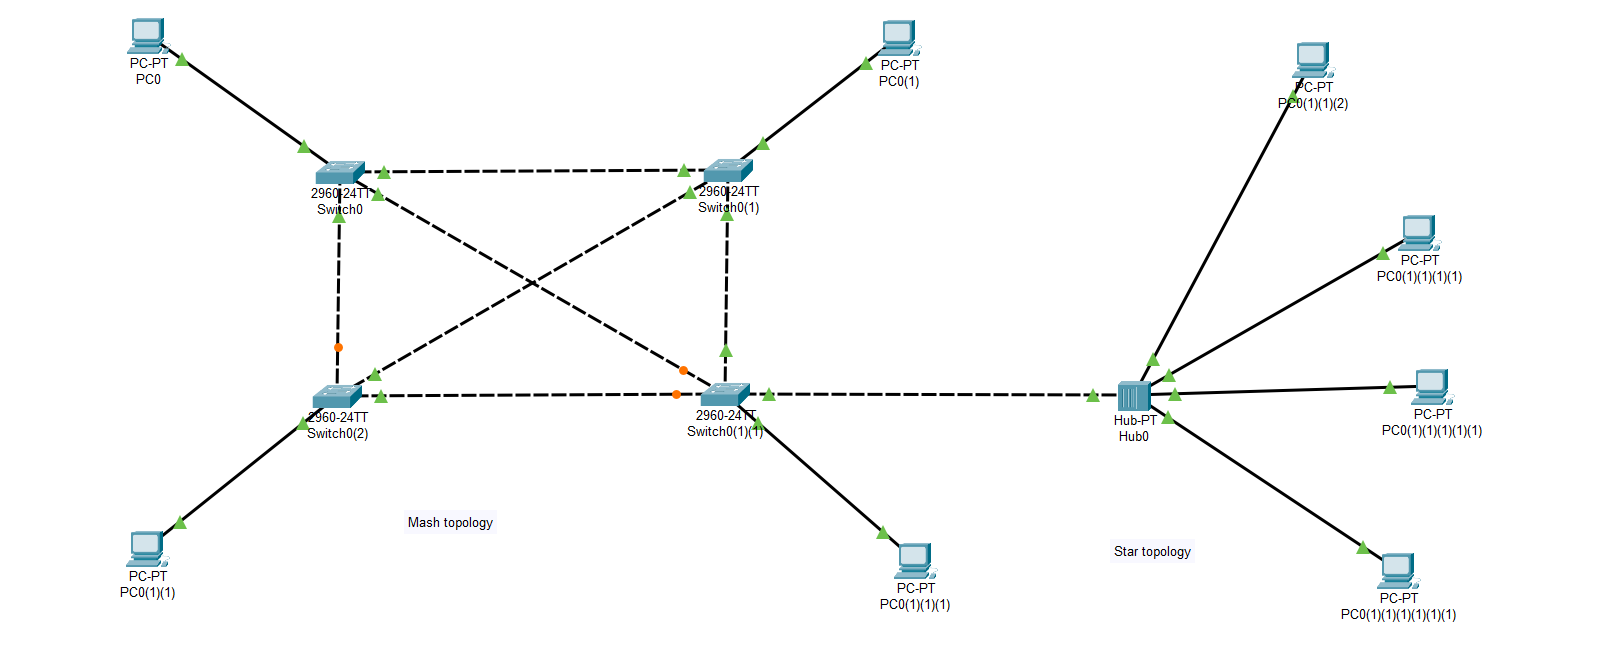 PC-PT
PC0
PC-PT
PC0(1)
PC-PT
PC0(1)(1)(2)
2960-24TT
Switch0
2960-24TT
Switch0(1)
PC-PT
PC0(1)(1)(1)(1)
2960-24TT
Switch0(2)
2960-24TT
Switch0(1)(1)
Hub-PT
Hub0
PC-PT
PC0(1)(1)(1)(1)(1)
Mash topology
Star topology
PC-PT
PC0(1)(1)
PC-PT
PC0(1)(1)(1)
PC-PT
PC0(1)(1)(1)(1)(1)(1)